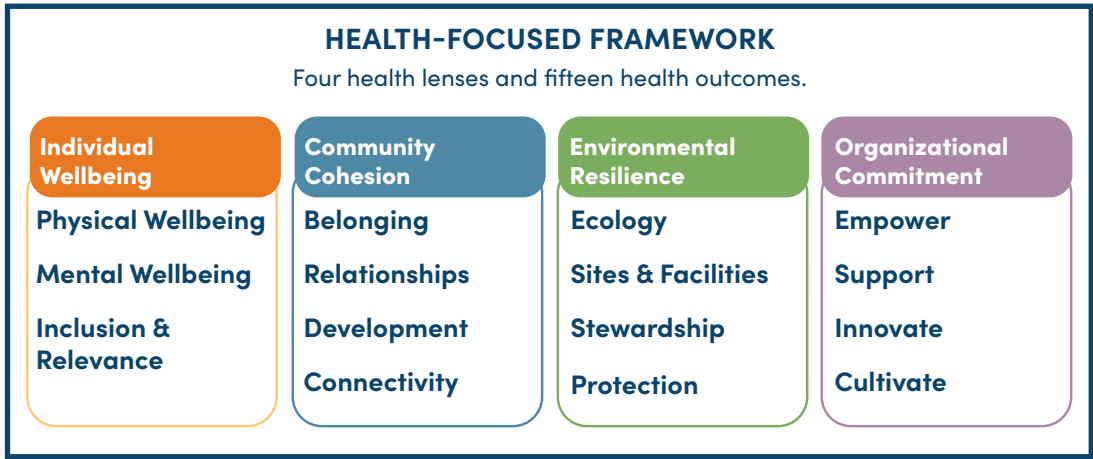 HEALTH-FOCUSED FRAMEWORK
Four health lenses and fifteen health outcomes.
Individual
Wellbeing
Physical Wellbeing
Mental Wellbeing
Inclusion &
Relevance
Community
Cohesion
Belonging
Relationships
Development
Connectivity
Environmental
Resilience
Ecology
Sites & Facilities
Stewardship
Protection
Organizational
Commitment
Empower
Support
Innovate
Cultivate